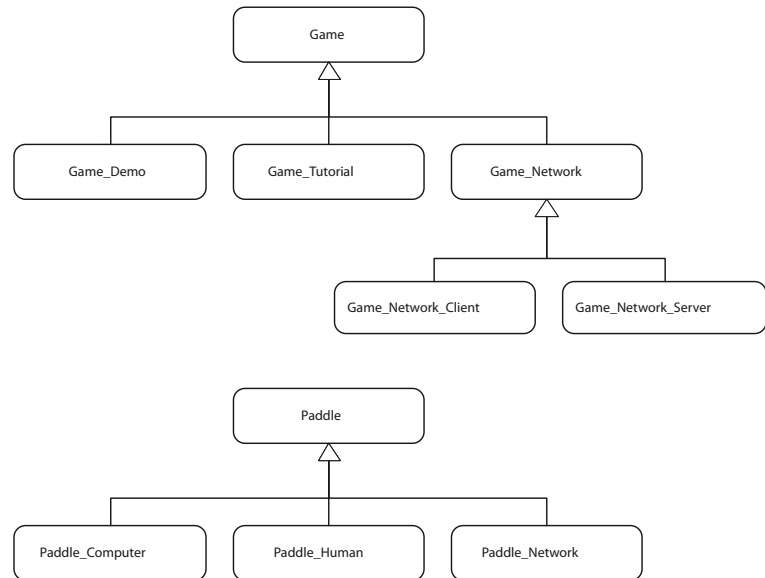 Game
Game_Demo
Game_Tutorial
Game_Network
Game_Network_Client
Game_Network_Server
Paddle
Paddle_Computer
Paddle_Human
Paddle_Network